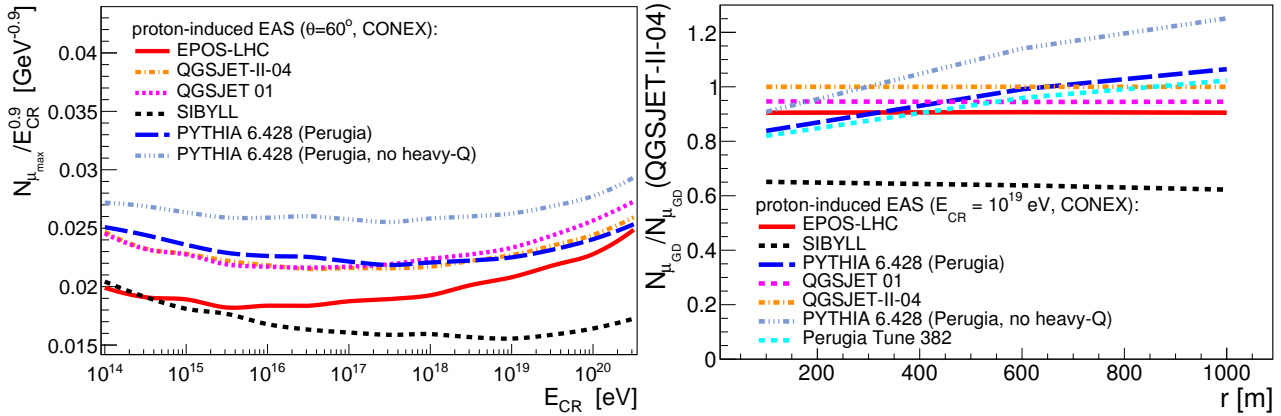 N_μmax/E_CR^0.9 [GeV^−0.9]
0.04
0.035
0.03
0.025
0.02
0.015
proton-induced EAS (θ=60°, CONEX):
EPOS-LHC
QGSJET-II-04
QGSJET 01
SIBYLL
PYTHIA 6.428 (Perugia)
PYTHIA 6.428 (Perugia, no heavy-Q)
10^14 10^15 10^16 10^17 10^18 10^19 10^20
E_CR [eV]
N_μGD/N_μGD (QGSJET-II-04)
1.2
1
0.8
0.6
0.4
0.2
0
proton-induced EAS (E_CR = 10^19 eV, CONEX):
EPOS-LHC
SIBYLL
PYTHIA 6.428 (Perugia)
QGSJET 01
QGSJET-II-04
PYTHIA 6.428 (Perugia, no heavy-Q)
Perugia Tune 382
200 400 600 800 1000
r [m]